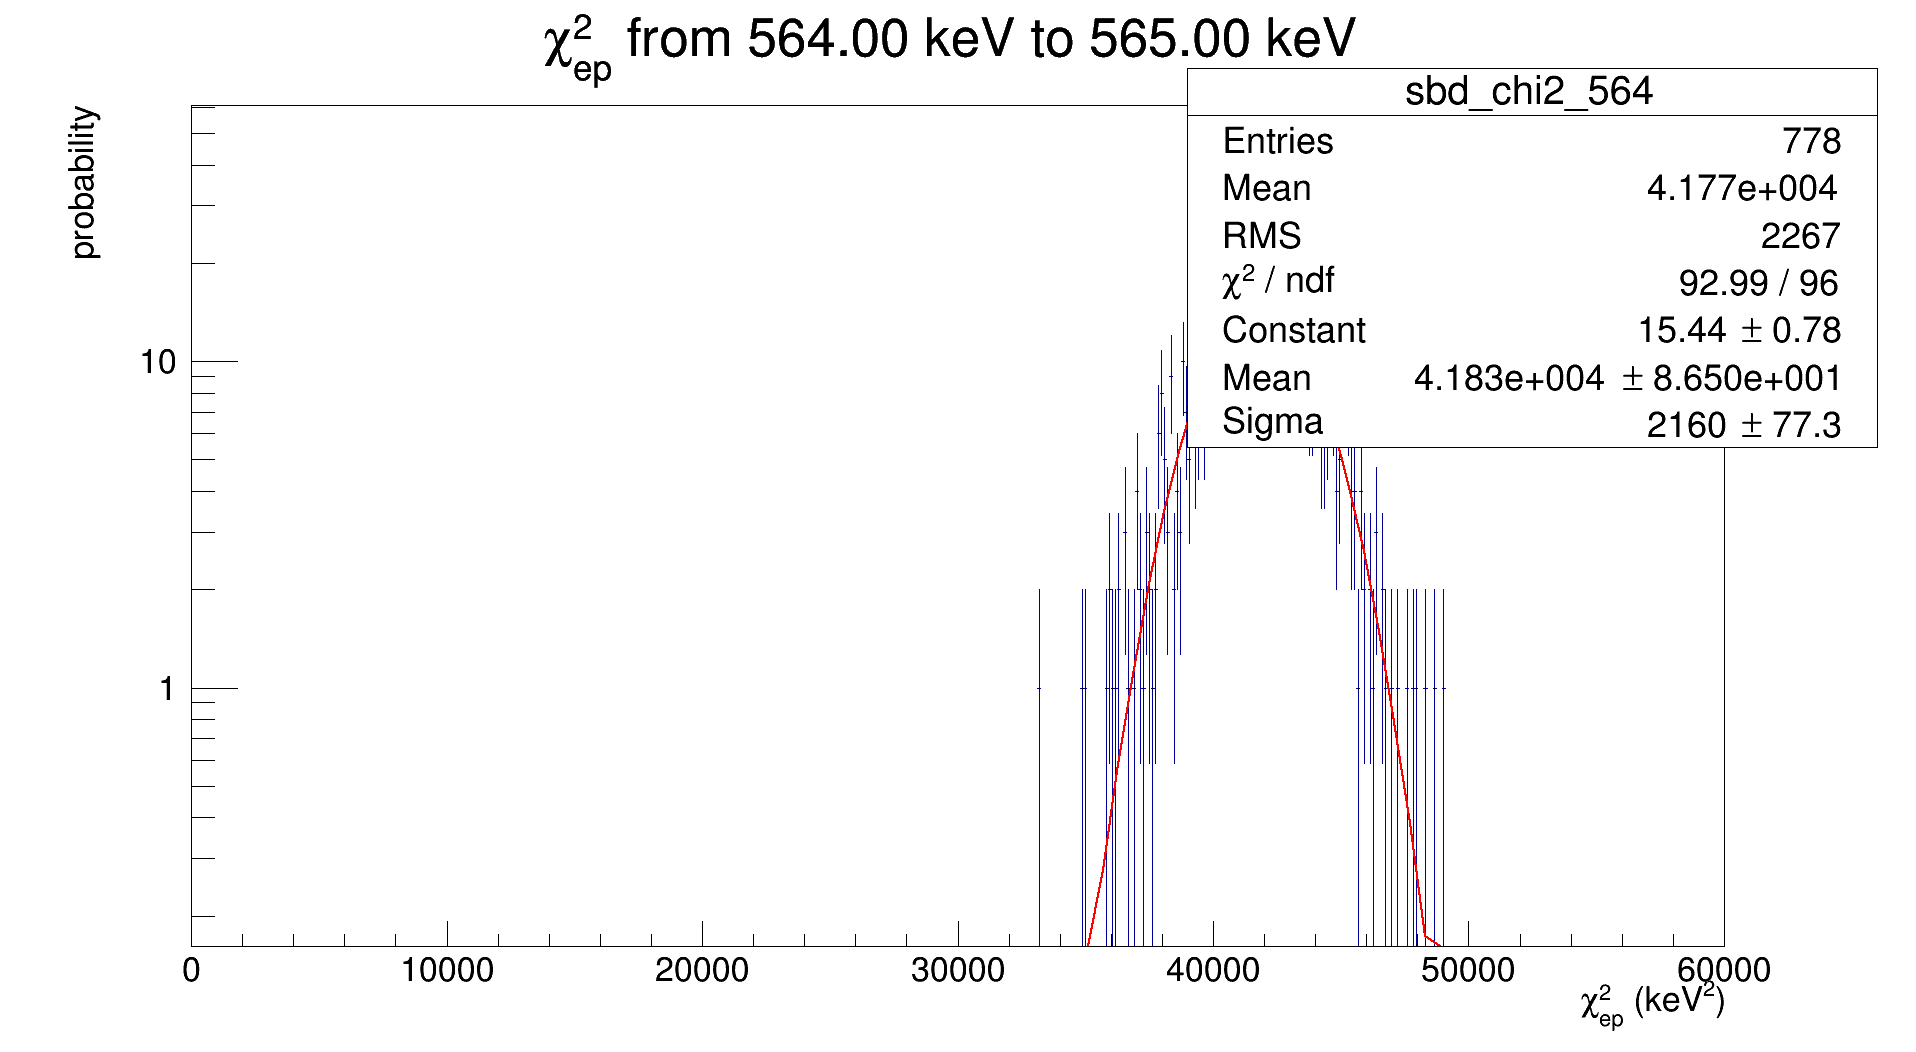 χ²ep from 564.00 keV to 565.00 keV
probability
sbd_chi2_564
Entries 778
Mean 4.177e+004
RMS 2267
χ² / ndf 92.99 / 96
Constant 15.44 ± 0.78
Mean 4.183e+004 ± 8.650e+001
Sigma 2160 ± 77.3
10
1
0 10000 20000 30000 40000 50000 60000
χ²ep (keV²)